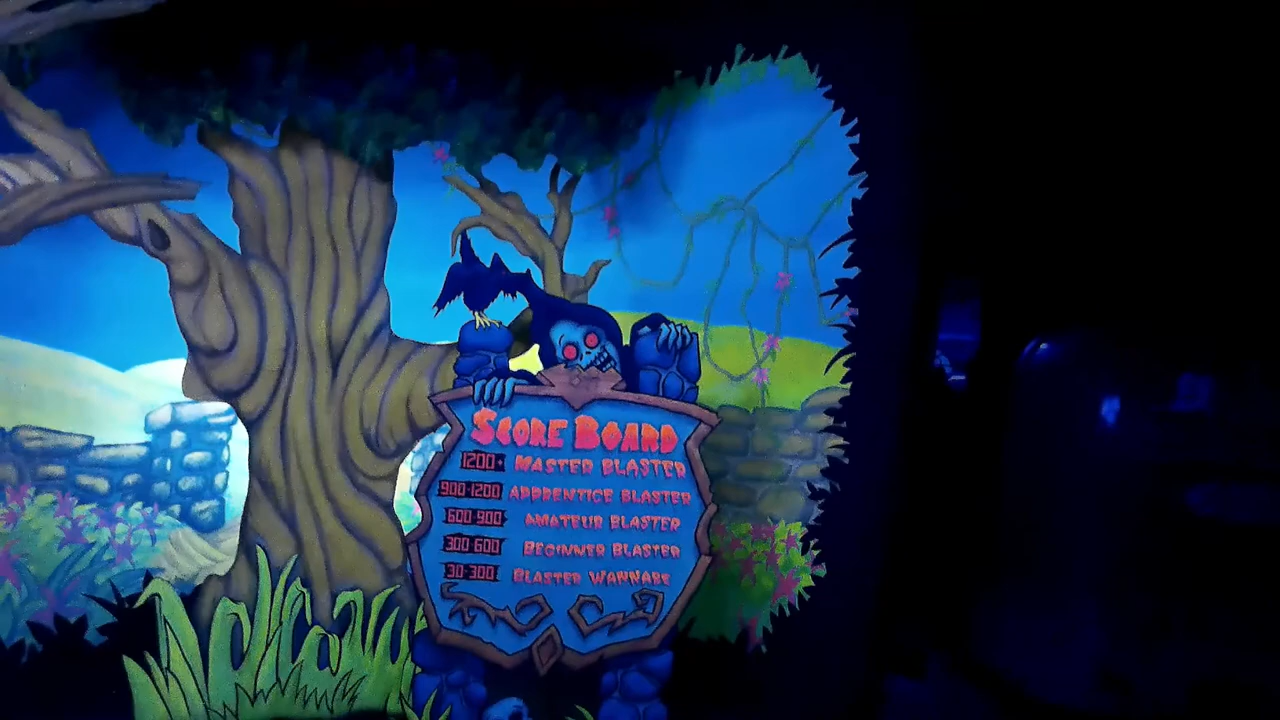 SCORE BOARD
1200+ MASTER BLASTER
900-1200 APPRENTICE BLASTER
600-900 AMATEUR BLASTER
300-600 BEGINNER BLASTER
30-300 BLASTER WANNABE